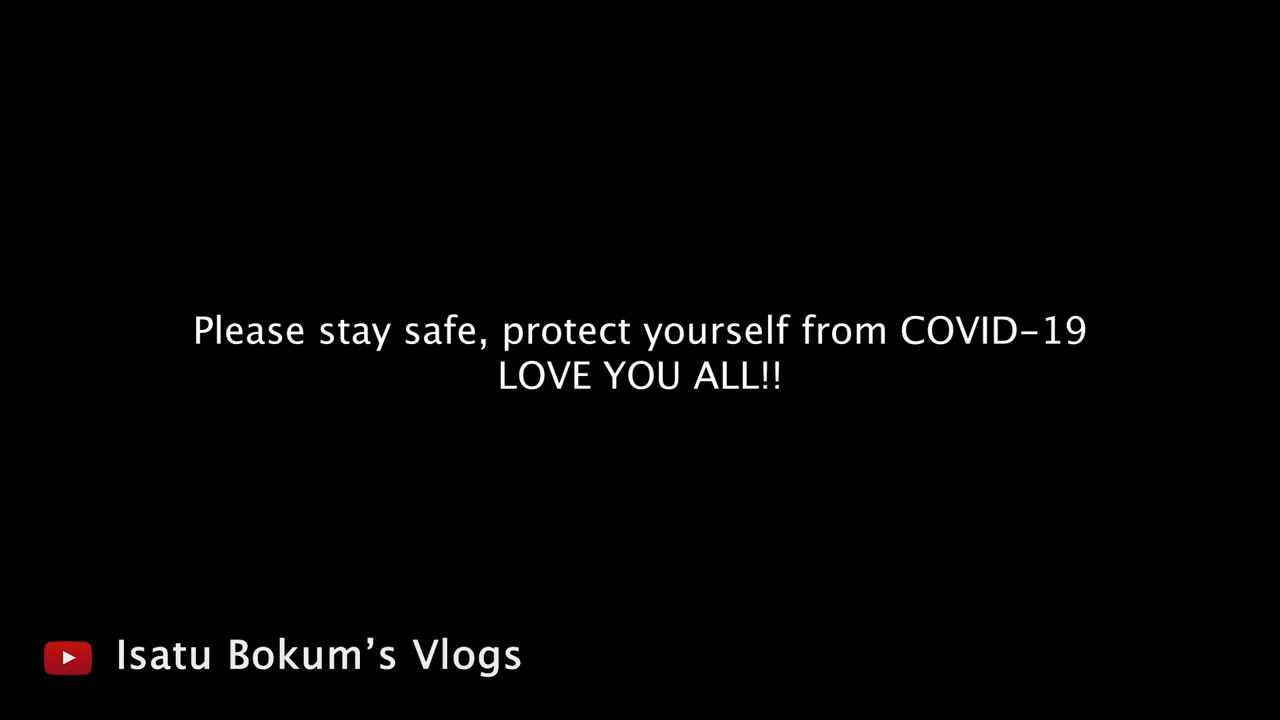 Please stay safe, protect yourself from COVID-19
LOVE YOU ALL!!
Isatu Bokum’s Vlogs